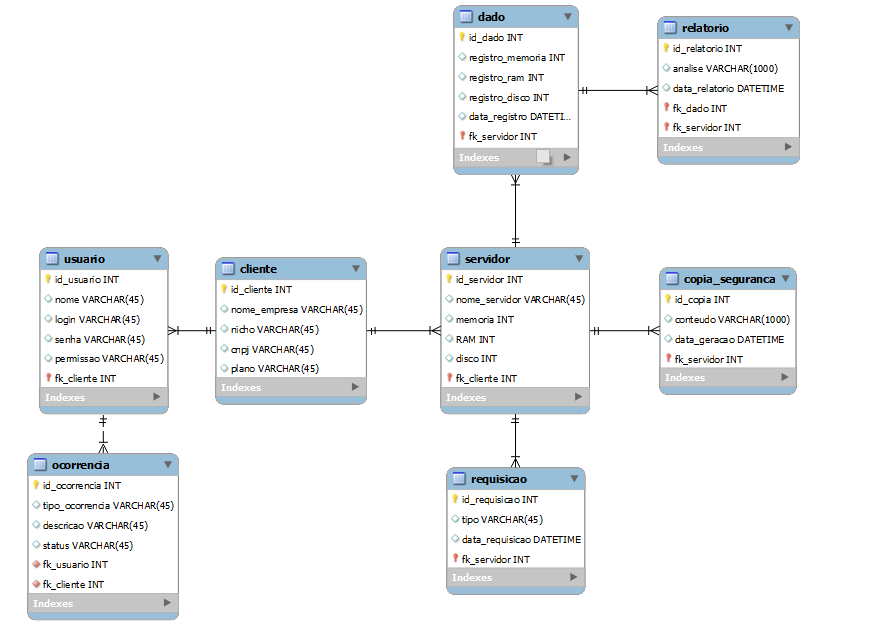 dado
id_dado INT
registro_memoria INT
registro_ram INT
registro_disco INT
data_registro DATETI...
fk_servidor INT
Indexes
relatorio
id_relatorio INT
analise VARCHAR(1000)
data_relatorio DATETIME
fk_dado INT
fk_servidor INT
Indexes
usuario
id_usuario INT
nome VARCHAR(45)
login VARCHAR(45)
senha VARCHAR(45)
permissao VARCHAR(45)
fk_cliente INT
Indexes
cliente
id_cliente INT
nome_empresa VARCHAR(45)
nicho VARCHAR(45)
cnpj VARCHAR(45)
plano VARCHAR(45)
Indexes
servidor
id_servidor INT
nome_servidor VARCHAR(45)
memoria INT
RAM INT
disco INT
fk_cliente INT
Indexes
copia_seguranca
id_copia INT
conteudo VARCHAR(1000)
data_geracao DATETIME
fk_servidor INT
Indexes
ocorrencia
id_ocorrencia INT
tipo_ocorrencia VARCHAR(45)
descricao VARCHAR(45)
status VARCHAR(45)
fk_usuario INT
fk_cliente INT
Indexes
requisicao
id_requisicao INT
tipo VARCHAR(45)
data_requisicao DATETIME
fk_servidor INT
Indexes